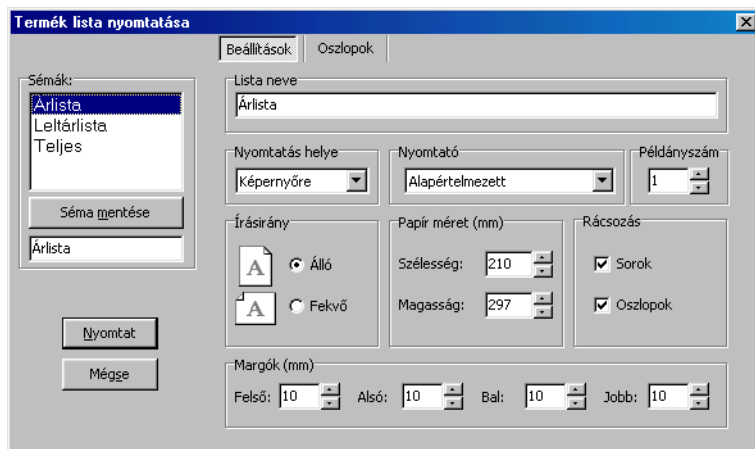 Termék lista nyomtatása
Beállítások Oszlopok
Sémák:
Árlista
Leltárlista
Teljes
Séma mentése
Árlista
Nyomtat
Mégse
Lista neve
Árlista
Nyomtatás helye
Képernyőre
Nyomtató
Alapértelmezett
Példányszám
1
Írásirány
A Álló
A Fekvő
Papír méret (mm)
Szélesség: 210
Magasság: 297
Rácsozás
Sorok
Oszlopok
Margók (mm)
Felső: 10 Alsó: 10 Bal: 10 Jobb: 10